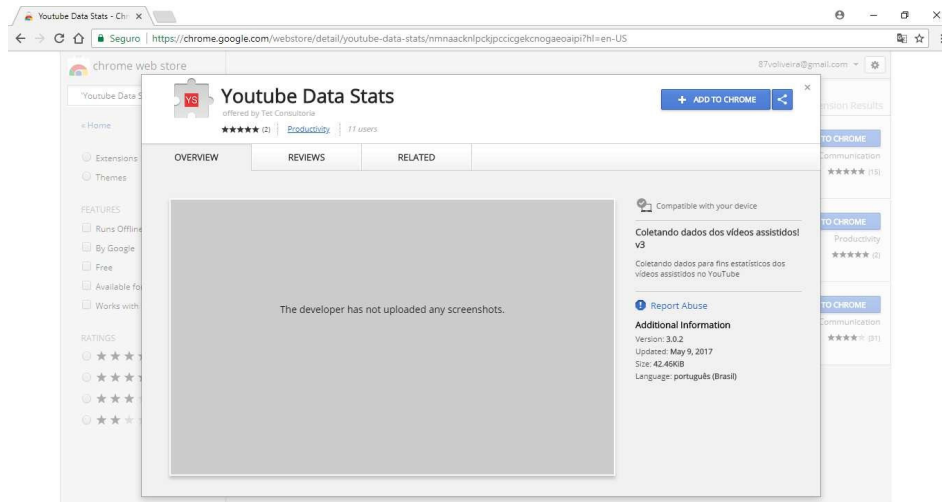 Youtube Data Stats - Chr
Seguro | https://chrome.google.com/webstore/detail/youtube-data-stats/nmnaacknlpckjpccicgekcnogaeoaipi?hl=en-US
chrome web store
87voliveira@gmail.com
"Youtube Data S
« Home
Extensions
Themes
FEATURES
Runs Offline
By Google
Free
Available fo
Works with
RATINGS
YS
Youtube Data Stats
offered by Tet Consultoria
★★★★★ (2) Productivity 11 users
+ ADD TO CHROME
OVERVIEW REVIEWS RELATED
The developer has not uploaded any screenshots.
Compatible with your device
Coletando dados dos vídeos assistidos!
v3
Coletando dados para fins estatísticos dos
vídeos assistidos no YouTube
Report Abuse
Additional Information
Version: 3.0.2
Updated: May 9, 2017
Size: 42.46KiB
Language: português (Brasil)
ension Results
TO CHROME
Communication
TO CHROME
Productivity
(2)
TO CHROME
Communication